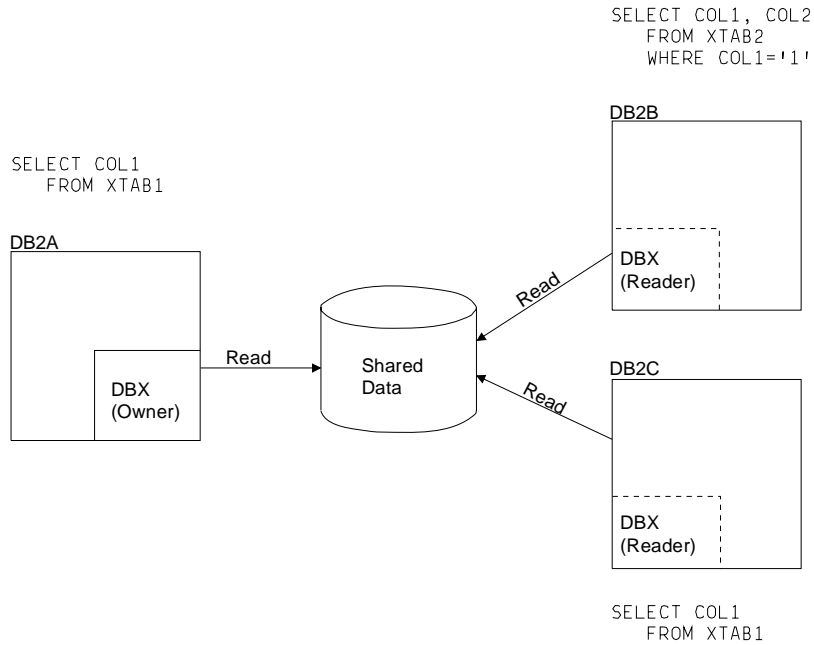 SELECT COL1, COL2
FROM XTAB2
WHERE COL1='1'
DB2B
SELECT COL1
FROM XTAB1
DB2A
DBX
(Reader)
Read
Read
Shared
Data
DBX
(Owner)
DB2C
Read
DBX
(Reader)
SELECT COL1
FROM XTAB1